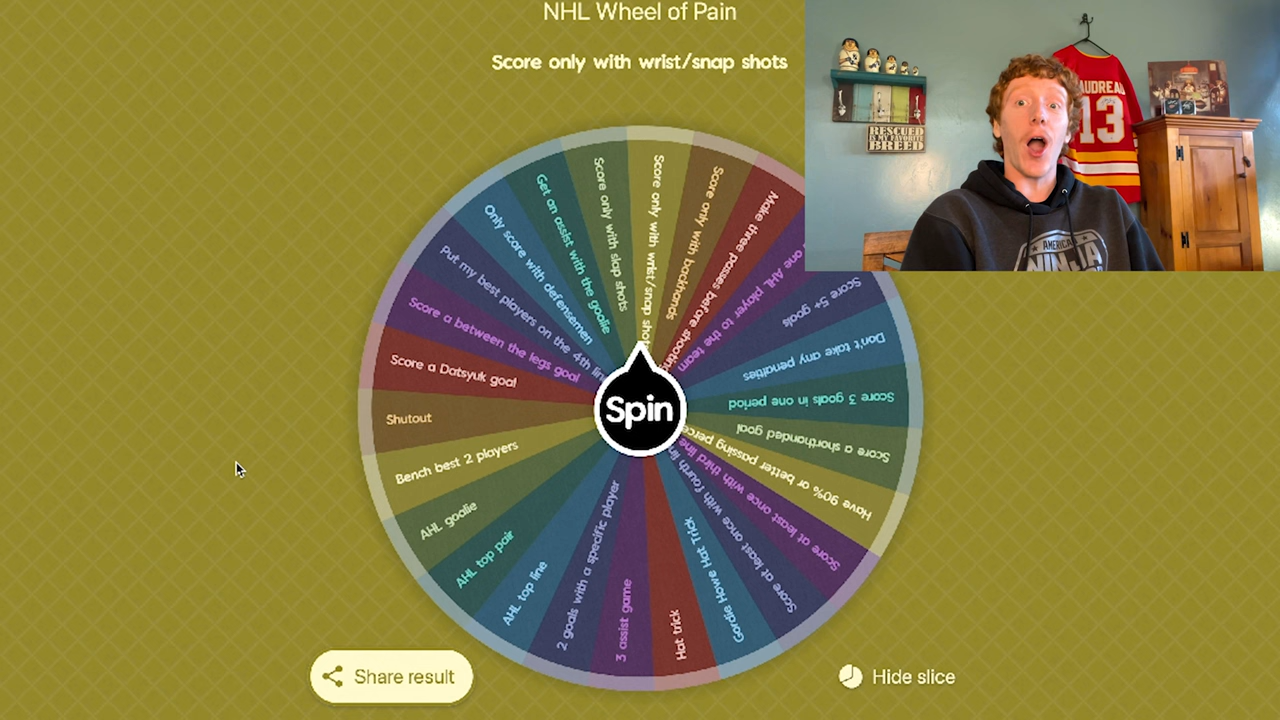 NHL Wheel of Pain
Score only with wrist/snap shots
RESCUED
IS MY FAVORITE
BREED
AUDREAU
13
AMERICAN
NINJA
Score only with wrist/snap shots
Score only with backhands
Make three passes before shooting
one AHL player to the team
Score 5+ goals
Don't take any penalties
Score 3 goals in one period
Score a shorthanded goal
Have 90% or better passing perce
Score at least once with third line
Score at least once with fourth line
Gordie Howe Hat Trick
Hat trick
3 assist game
2 goals with a specific player
AHL top line
AHL top pair
AHL goalie
Bench best 2 players
Shutout
Score a Datsyuk goal
Score a between the legs goal
Put my best players on the 4th lin
Only score with defensemen
Get an assist with the goalie
Score only with slap shots
Spin
Share result
Hide slice